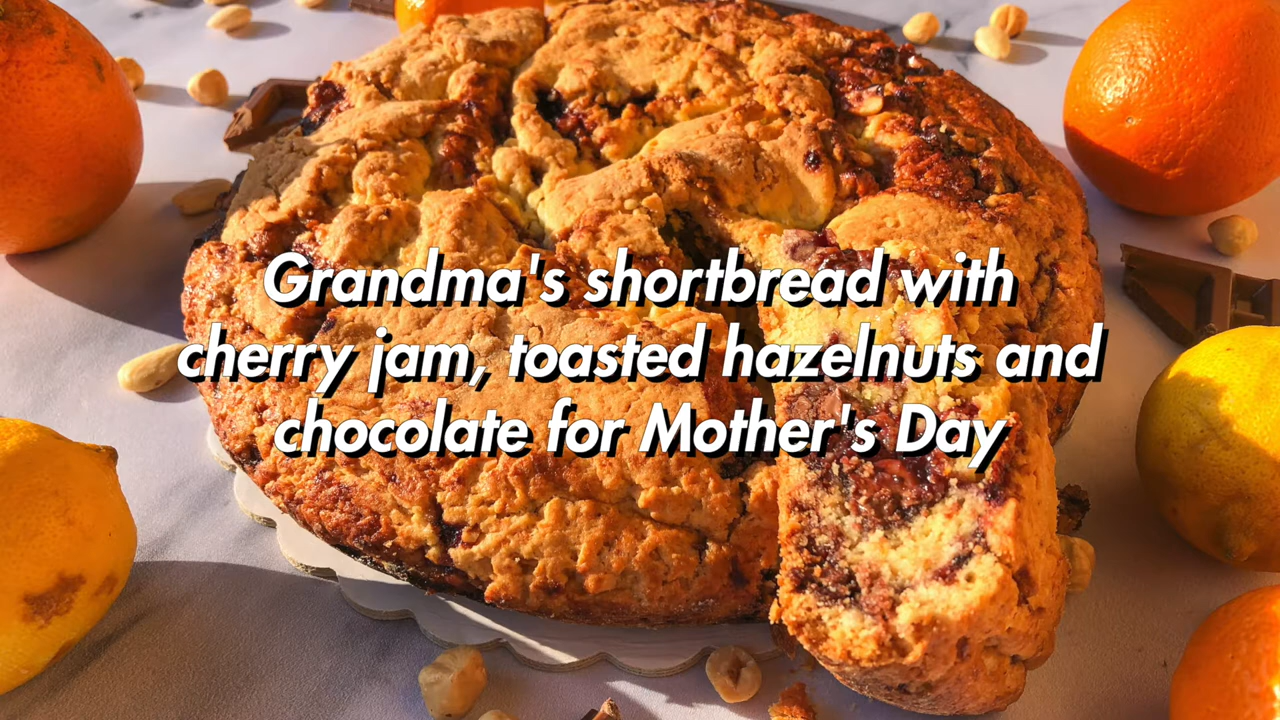 Grandma's shortbread with
cherry jam, toasted hazelnuts and
chocolate for Mother's Day